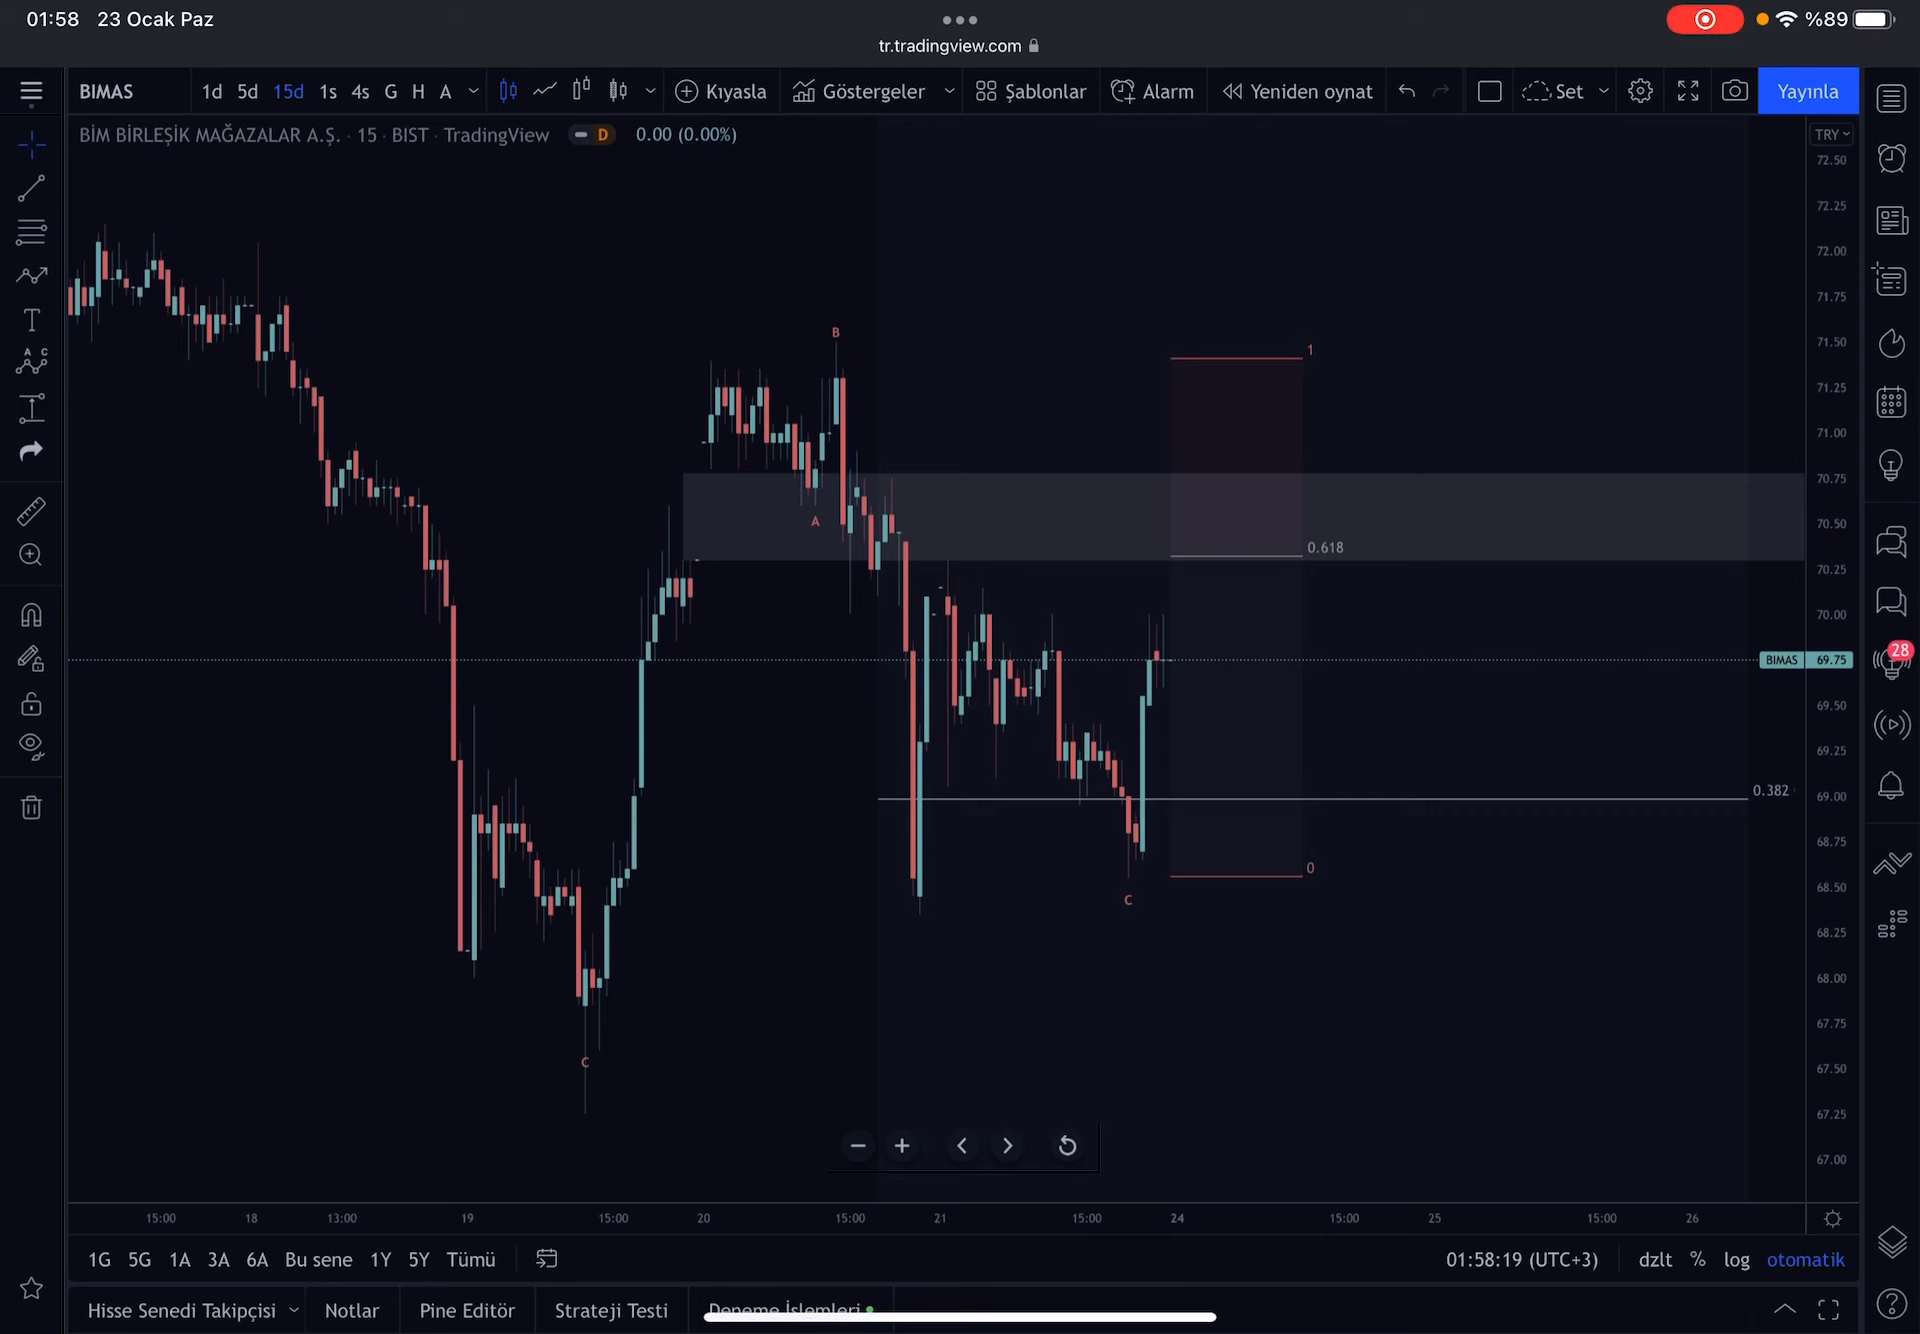 01:58 23 Ocak Paz
%89
tr.tradingview.com
BIMAS 1d 5d 15d 1s 4s G H A Kıyasla Göstergeler Şablonlar Alarm Yeniden oynat Set Yayınla
BİM BİRLEŞİK MAĞAZALAR A.Ş. · 15 · BIST · TradingView D 0.00 (0.00%)
TRY
72.50
72.25
72.00
71.75
71.50
71.25
71.00
70.75
70.50
70.25
70.00
BIMAS 69.75
69.50
69.25
69.00
68.75
68.50
68.25
68.00
67.75
67.50
67.25
67.00
B
1
A
0.618
28
0.382
0
C
C
15:00 18 13:00 19 15:00 20 15:00 21 15:00 24 15:00 25 15:00 26
1G 5G 1A 3A 6A Bu sene 1Y 5Y Tümü 01:58:19 (UTC+3) dzlt % log otomatik
Hisse Senedi Takipçisi Notlar Pine Editör Strateji Testi Deneme İşlemleri